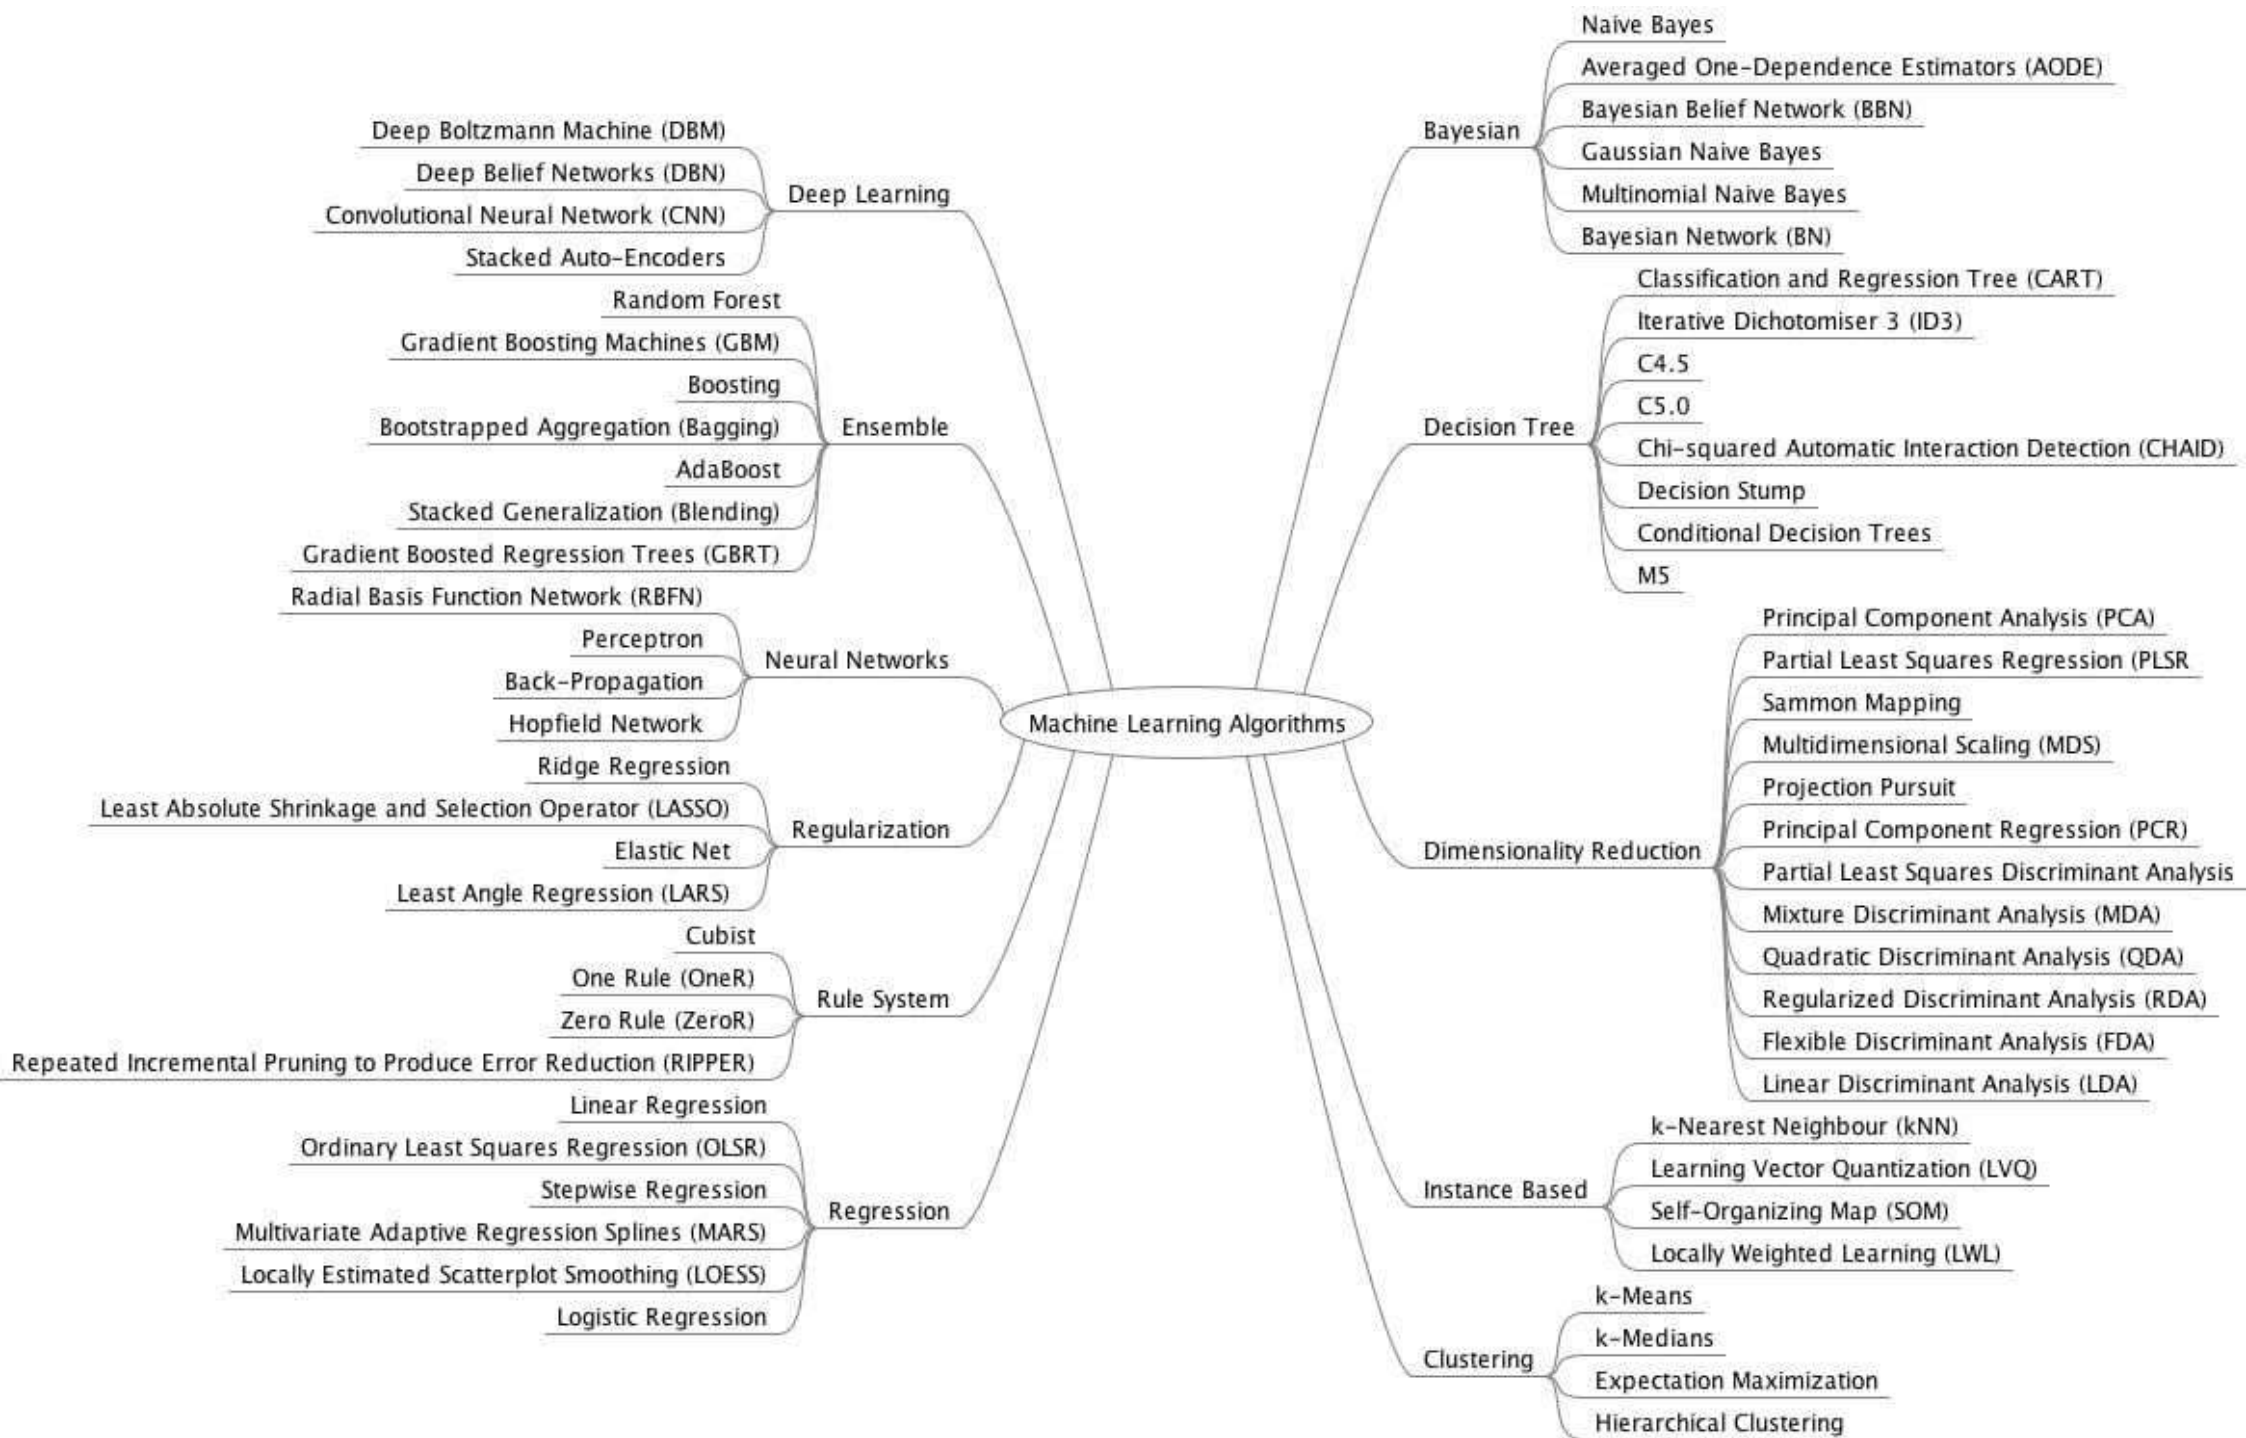 Machine Learning Algorithms
Deep Learning
Deep Boltzmann Machine (DBM)
Deep Belief Networks (DBN)
Convolutional Neural Network (CNN)
Stacked Auto-Encoders
Ensemble
Random Forest
Gradient Boosting Machines (GBM)
Boosting
Bootstrapped Aggregation (Bagging)
AdaBoost
Stacked Generalization (Blending)
Gradient Boosted Regression Trees (GBRT)
Neural Networks
Radial Basis Function Network (RBFN)
Perceptron
Back-Propagation
Hopfield Network
Regularization
Ridge Regression
Least Absolute Shrinkage and Selection Operator (LASSO)
Elastic Net
Least Angle Regression (LARS)
Rule System
Cubist
One Rule (OneR)
Zero Rule (ZeroR)
Repeated Incremental Pruning to Produce Error Reduction (RIPPER)
Regression
Linear Regression
Ordinary Least Squares Regression (OLSR)
Stepwise Regression
Multivariate Adaptive Regression Splines (MARS)
Locally Estimated Scatterplot Smoothing (LOESS)
Logistic Regression
Bayesian
Naive Bayes
Averaged One-Dependence Estimators (AODE)
Bayesian Belief Network (BBN)
Gaussian Naive Bayes
Multinomial Naive Bayes
Bayesian Network (BN)
Decision Tree
Classification and Regression Tree (CART)
Iterative Dichotomiser 3 (ID3)
C4.5
C5.0
Chi-squared Automatic Interaction Detection (CHAID)
Decision Stump
Conditional Decision Trees
M5
Dimensionality Reduction
Principal Component Analysis (PCA)
Partial Least Squares Regression (PLSR
Sammon Mapping
Multidimensional Scaling (MDS)
Projection Pursuit
Principal Component Regression (PCR)
Partial Least Squares Discriminant Analysis
Mixture Discriminant Analysis (MDA)
Quadratic Discriminant Analysis (QDA)
Regularized Discriminant Analysis (RDA)
Flexible Discriminant Analysis (FDA)
Linear Discriminant Analysis (LDA)
Instance Based
k-Nearest Neighbour (kNN)
Learning Vector Quantization (LVQ)
Self-Organizing Map (SOM)
Locally Weighted Learning (LWL)
Clustering
k-Means
k-Medians
Expectation Maximization
Hierarchical Clustering